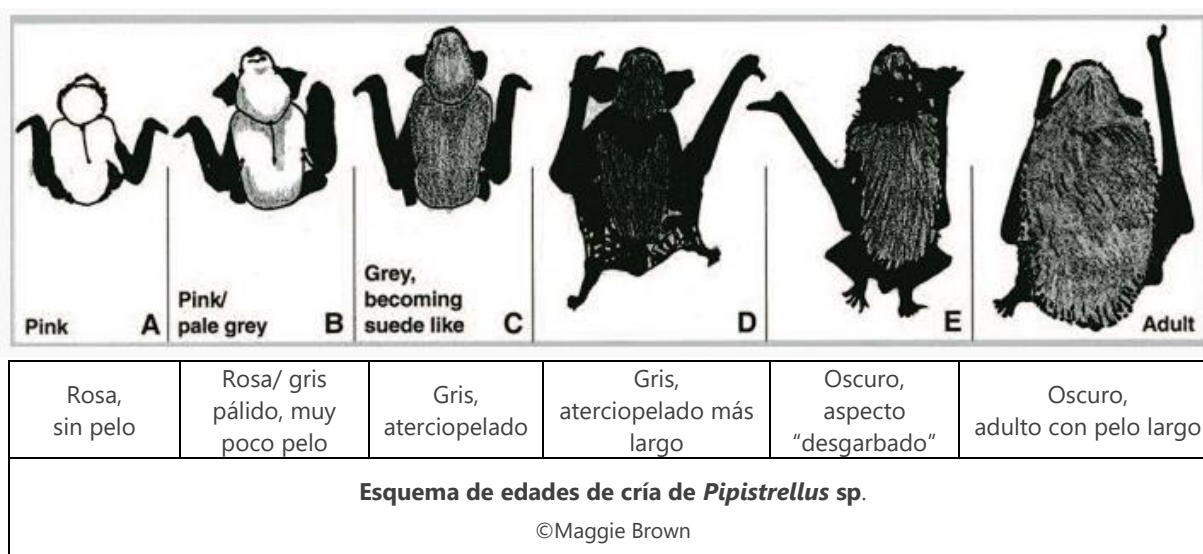 Pink A
Pink/
pale grey B
Grey,
becoming
suede like C
D
E
Adult
Rosa,
sin pelo
Rosa/ gris
pálido, muy
poco pelo
Gris,
aterciopelado
Gris,
aterciopelado más
largo
Oscuro,
aspecto
“desgarbado”
Oscuro,
adulto con pelo largo
Esquema de edades de cría de Pipistrellus sp.
©Maggie Brown